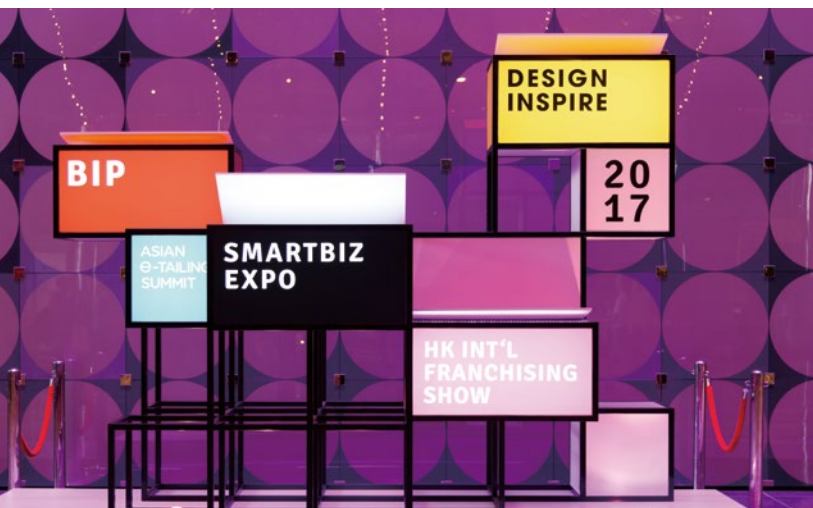 DESIGN
INSPIRE
BIP
20
17
ASIAN
e-TAILING
SUMMIT
SMARTBIZ
EXPO
HK INT'L
FRANCHISING
SHOW